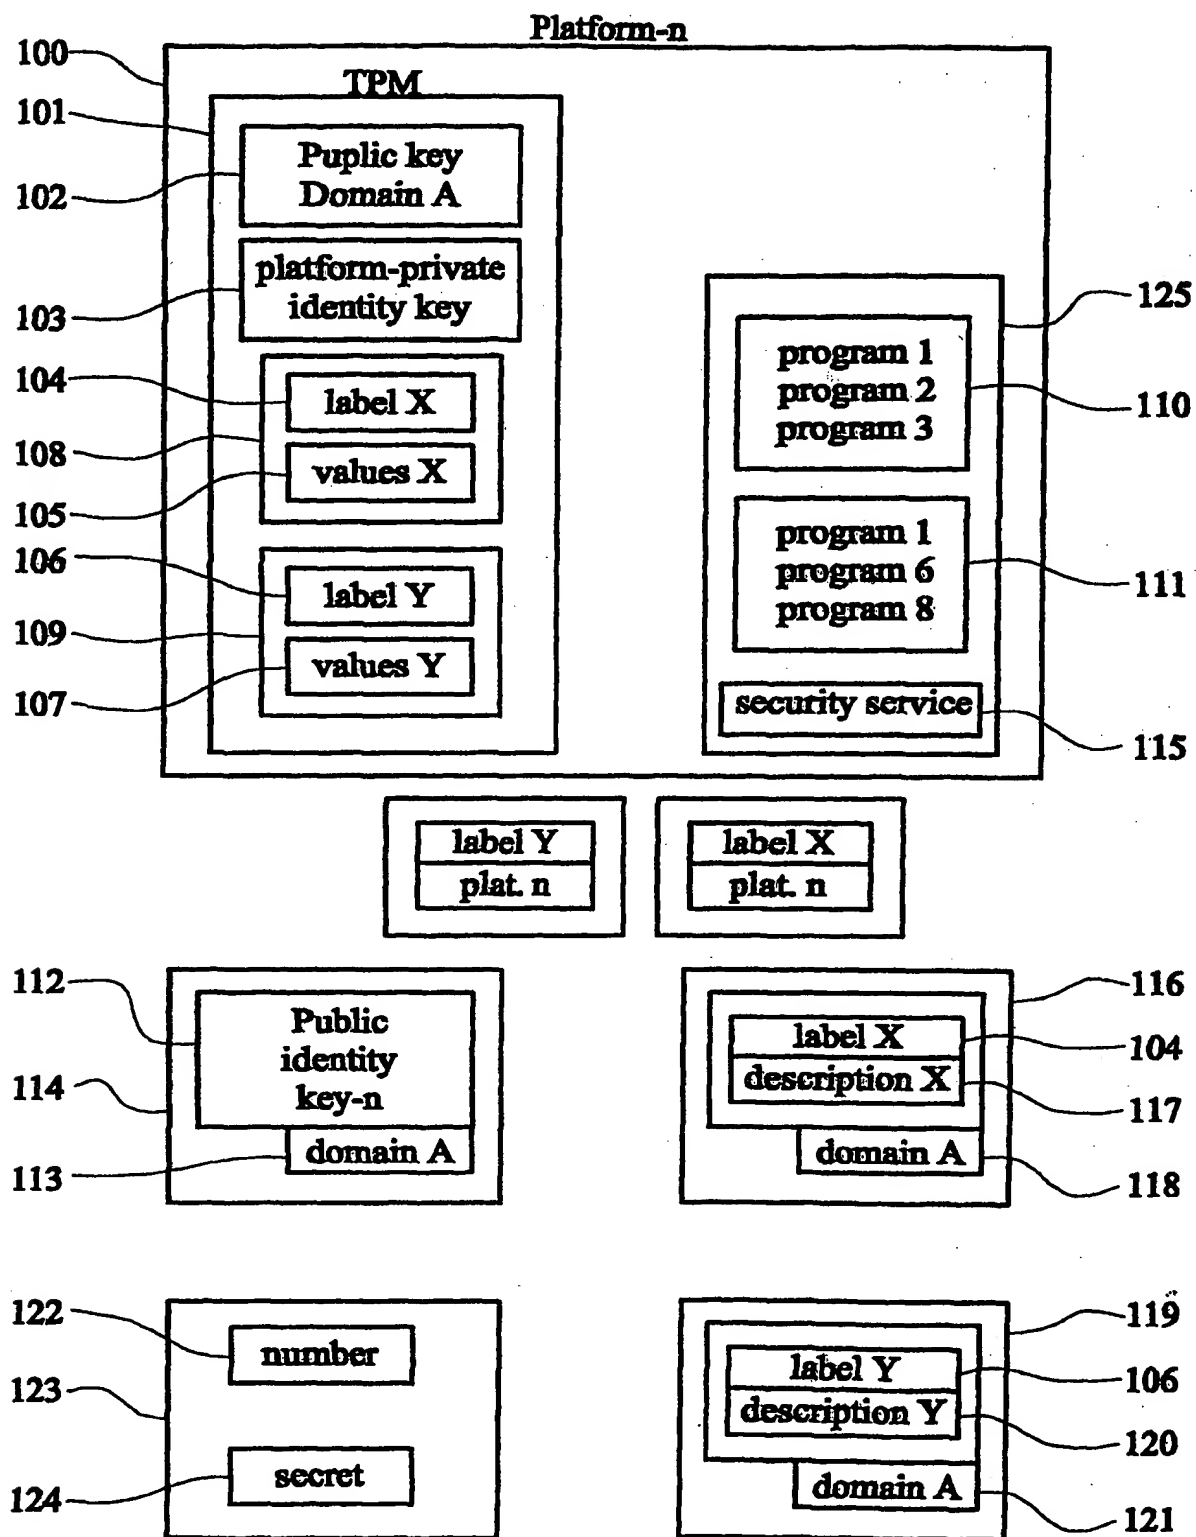 Platform-n
100
TPM
101
Puplic key
Domain A
102
platform-private
identity key
103
125
program 1
program 2
program 3
110
104
label X
108
values X
105
program 1
program 6
program 8
111
106
label Y
109
values Y
107
security service
115
label Y
plat. n
label X
plat. n
112
Public
identity
key-n
114
domain A
113
116
label X
104
description X
117
domain A
118
122
number
123
secret
124
119
label Y
106
description Y
120
domain A
121